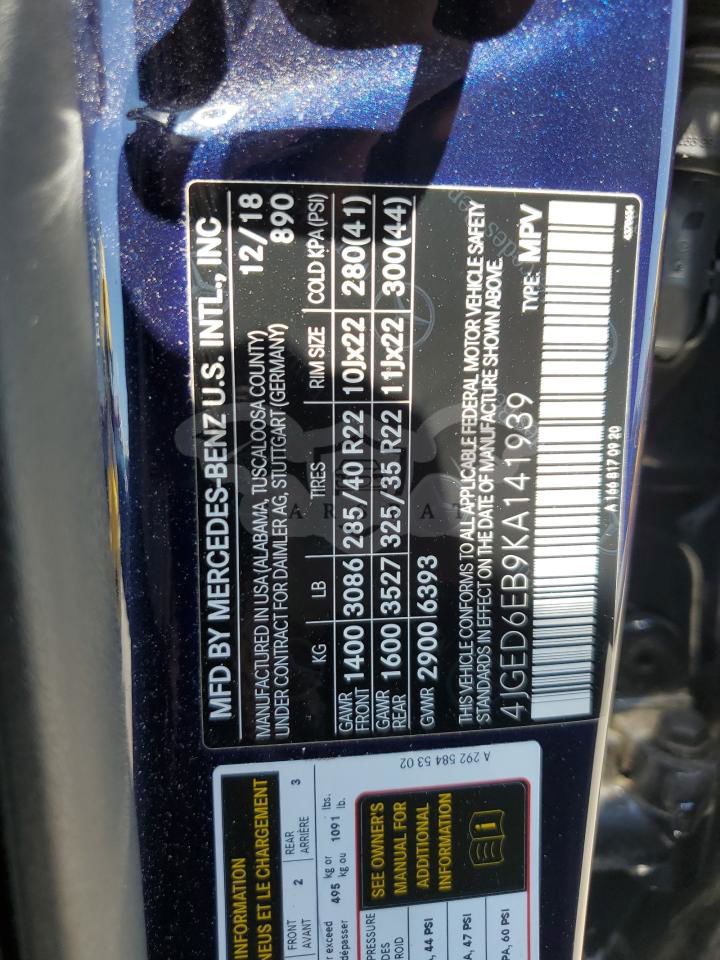 MFD BY MERCEDES-BENZ U.S. INTL., INC
MANUFACTURED IN USA (ALABAMA, TUSCALOOSA COUNTY) 12/18
UNDER CONTRACT FOR DAIMLER AG, STUTTGART (GERMANY) 890
KG LB TIRES RIM SIZE COLD KPA (PSI)
GAWR FRONT 1400 3086 285/40 R22 10Jx22 280(41)
GAWR REAR 1600 3527 325/35 R22 11Jx22 300(44)
GVWR 2900 6393
THIS VEHICLE CONFORMS TO ALL APPLICABLE FEDERAL MOTOR VEHICLE SAFETY
STANDARDS IN EFFECT ON THE DATE OF MANUFACTURE SHOWN ABOVE.
4JGED6EB9KA141939 TYPE: MPV
A 166 817 09 20
A 292 584 53 02
INFORMATION
NEUS ET LE CHARGEMENT
FRONT 2 REAR 3
AVANT ARRIÈRE
exceed 495 kg or lbs.
dépasser kg ou 1091 lb.
PRESSURE
DES
ROID
SEE OWNER'S
MANUAL FOR
ADDITIONAL
INFORMATION
, 44 PSI
A, 47 PSI
PA, 60 PSI